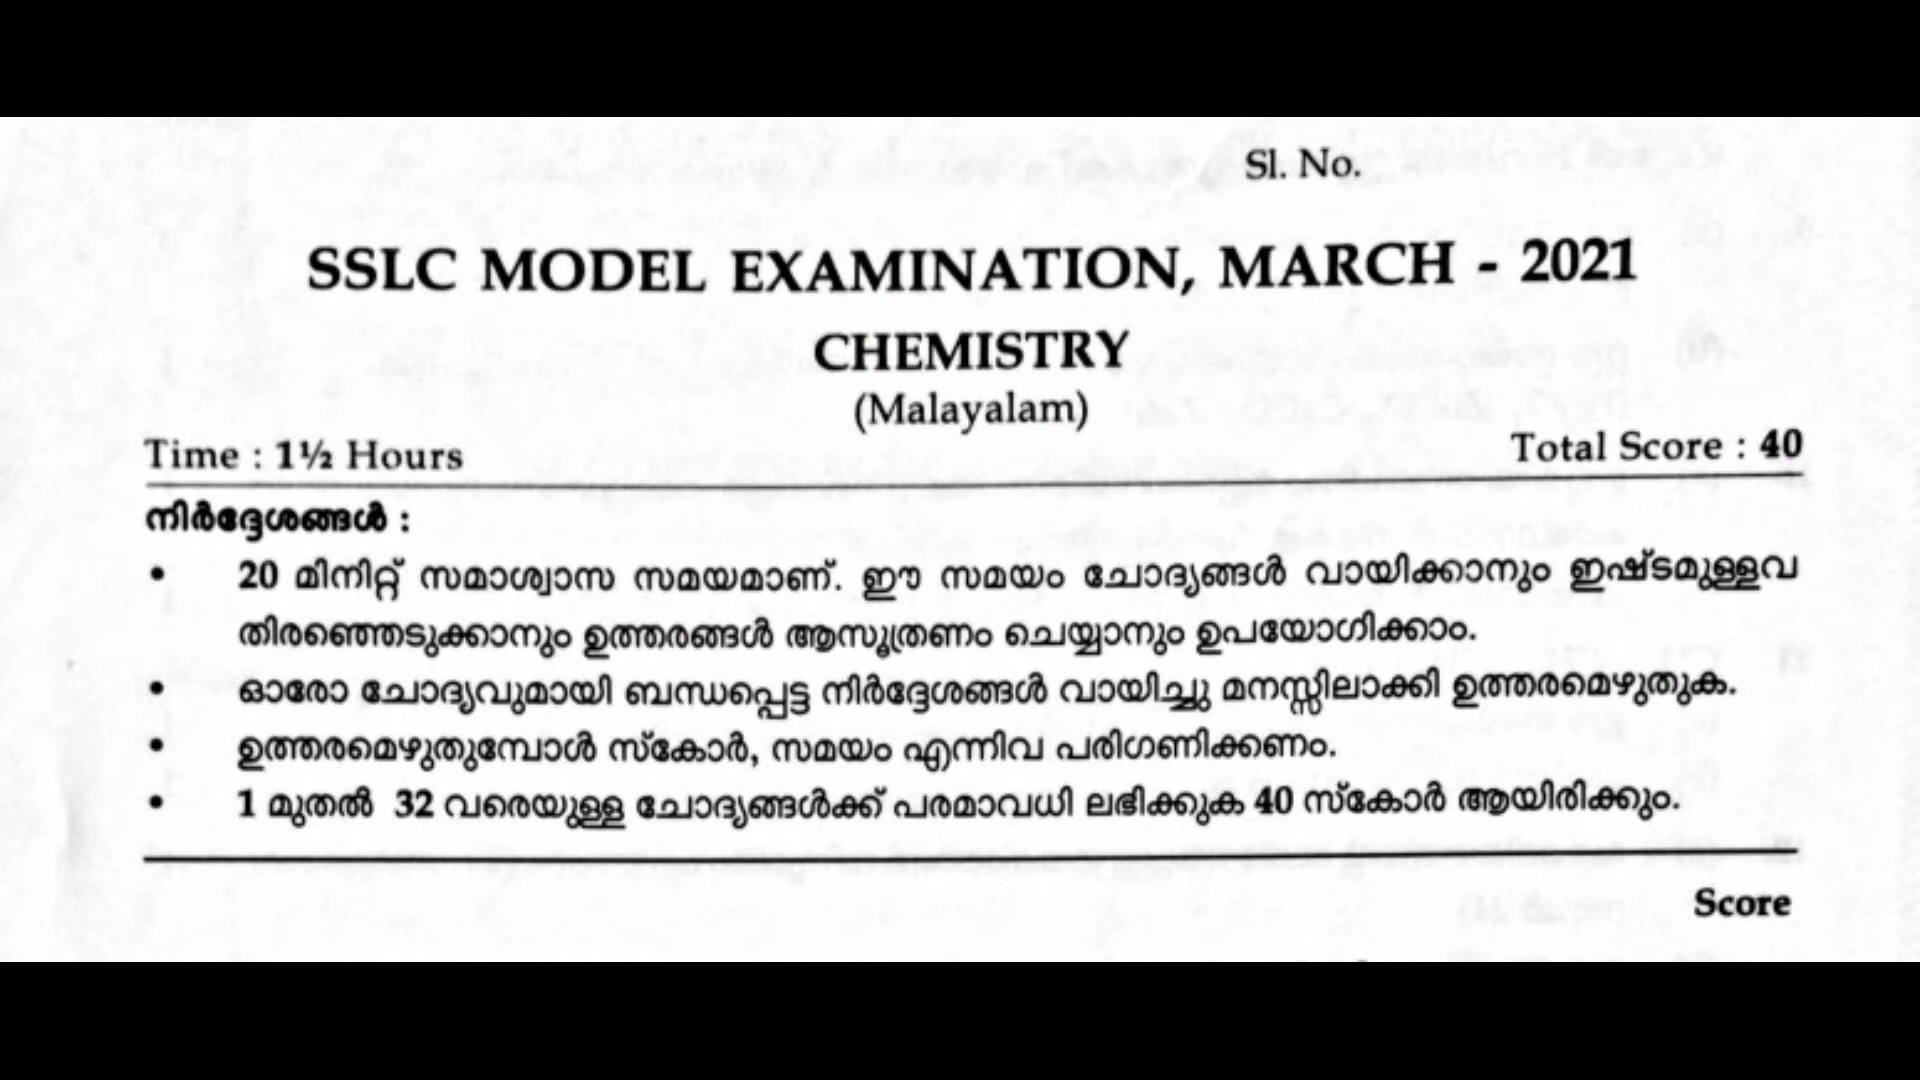 Sl. No.
SSLC MODEL EXAMINATION, MARCH - 2021
CHEMISTRY
(Malayalam)
Time : 1½ Hours
Total Score : 40
നിർദ്ദേശങ്ങൾ :
• 20 മിനിറ്റ് സമാശ്വാസ സമയമാണ്. ഈ സമയം ചോദ്യങ്ങൾ വായിക്കാനും ഇഷ്ടമുള്ളവ
തിരഞ്ഞെടുക്കാനും ഉത്തരങ്ങൾ ആസൂത്രണം ചെയ്യാനും ഉപയോഗിക്കാം.
• ഓരോ ചോദ്യവുമായി ബന്ധപ്പെട്ട നിർദ്ദേശങ്ങൾ വായിച്ചു മനസ്സിലാക്കി ഉത്തരമെഴുതുക.
• ഉത്തരമെഴുതുമ്പോൾ സ്കോർ, സമയം എന്നിവ പരിഗണിക്കണം.
• 1 മുതൽ 32 വരെയുള്ള ചോദ്യങ്ങൾക്ക് പരമാവധി ലഭിക്കുക 40 സ്കോർ ആയിരിക്കും.
Score